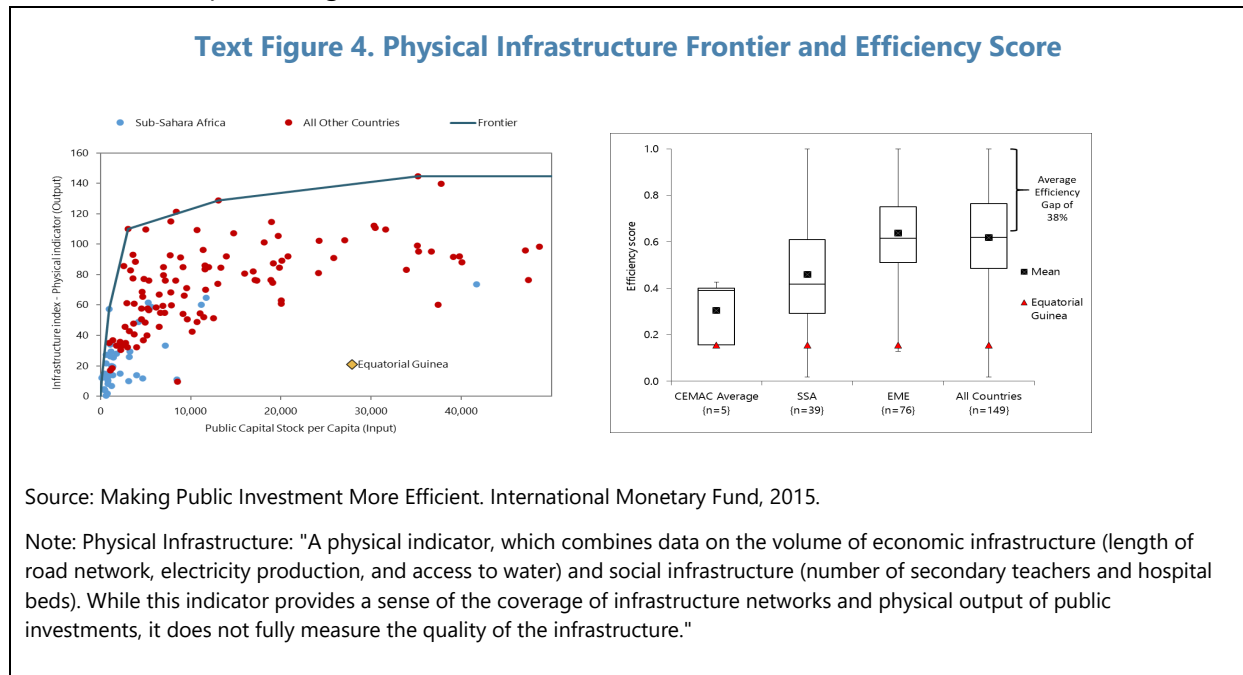 Text Figure 4. Physical Infrastructure Frontier and Efficiency Score
Sub-Sahara Africa
All Other Countries
Frontier
160
140
120
100
80
60
40
20
0
Infrastructure index - Physical indicator (Output)
Equatorial Guinea
0
10,000
20,000
30,000
40,000
Public Capital Stock per Capita (Input)
1.0
0.8
0.6
0.4
0.2
0.0
Efficiency score
Average
Efficiency
Gap of
38%
Mean
Equatorial
Guinea
CEMAC Average
(n=5)
SSA
(n=39)
EME
(n=76)
All Countries
(n=149)
Source: Making Public Investment More Efficient. International Monetary Fund, 2015.
Note: Physical Infrastructure: "A physical indicator, which combines data on the volume of economic infrastructure (length of
road network, electricity production, and access to water) and social infrastructure (number of secondary teachers and hospital
beds). While this indicator provides a sense of the coverage of infrastructure networks and physical output of public
investments, it does not fully measure the quality of the infrastructure."